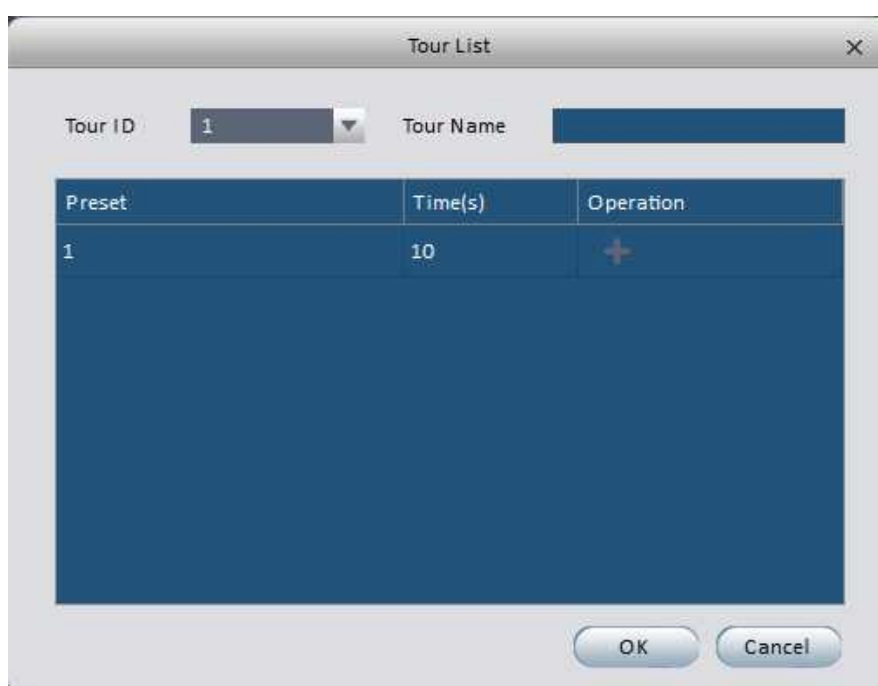 Tour List
Tour ID 1 Tour Name
Preset Time(s) Operation
1 10
OK Cancel